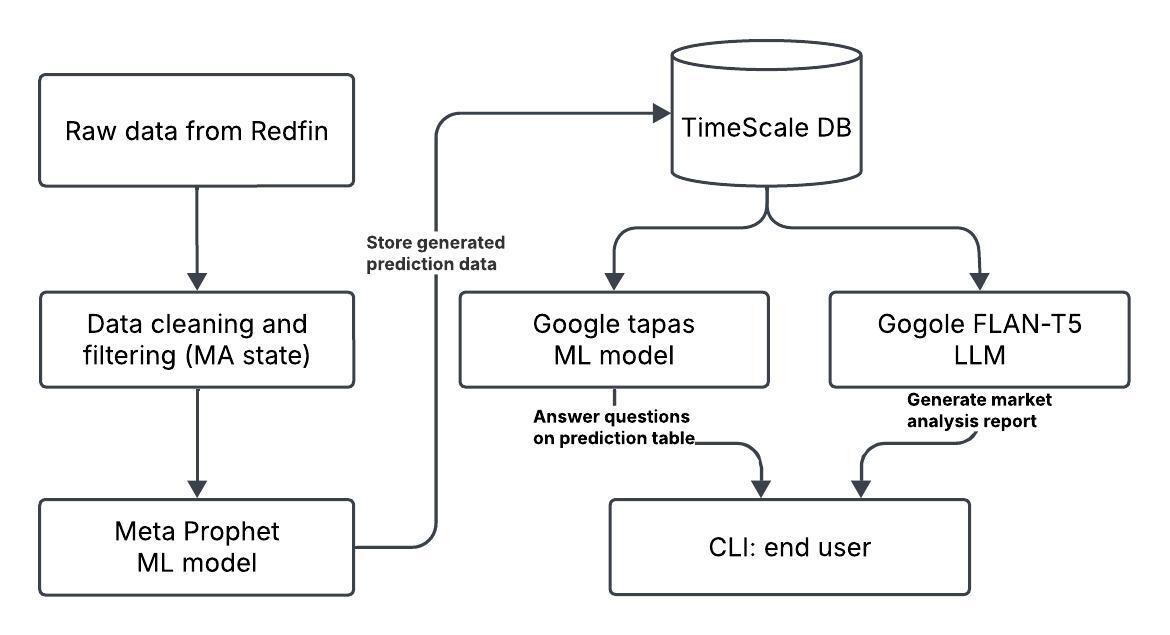 Raw data from Redfin
Data cleaning and
filtering (MA state)
Meta Prophet
ML model
Store generated
prediction data
TimeScale DB
Google tapas
ML model
Answer questions
on prediction table
Gogole FLAN-T5
LLM
Generate market
analysis report
CLI: end user